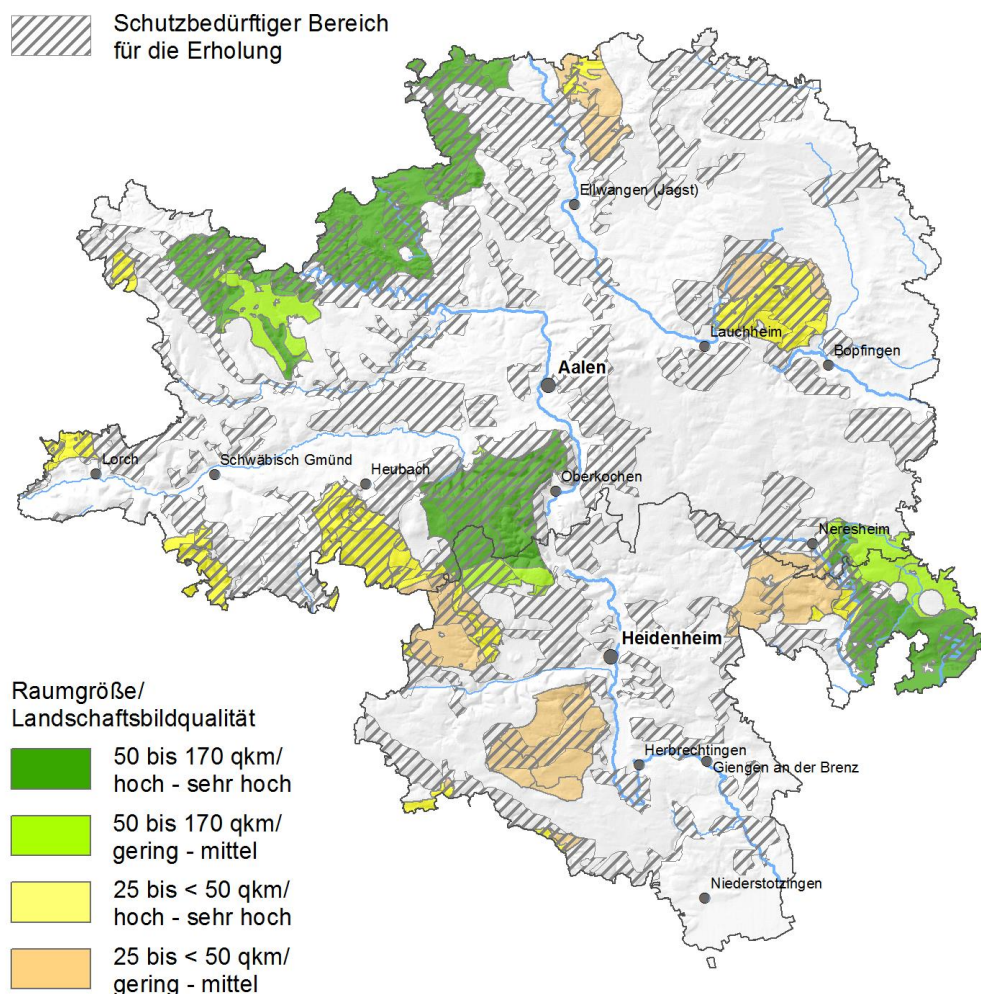 Schutzbedürftiger Bereich
für die Erholung
Ellwangen (Jagst)
Lauchheim
Bopfingen
Aalen
Lorch
Schwäbisch Gmünd
Heubach
Oberkochen
Neresheim
Heidenheim
Raumgröße/
Landschaftsbildqualität
50 bis 170 qkm/
hoch - sehr hoch
50 bis 170 qkm/
gering - mittel
25 bis < 50 qkm/
hoch - sehr hoch
25 bis < 50 qkm/
gering - mittel
Herbrechtingen
Giengen an der Brenz
Niederstotzingen